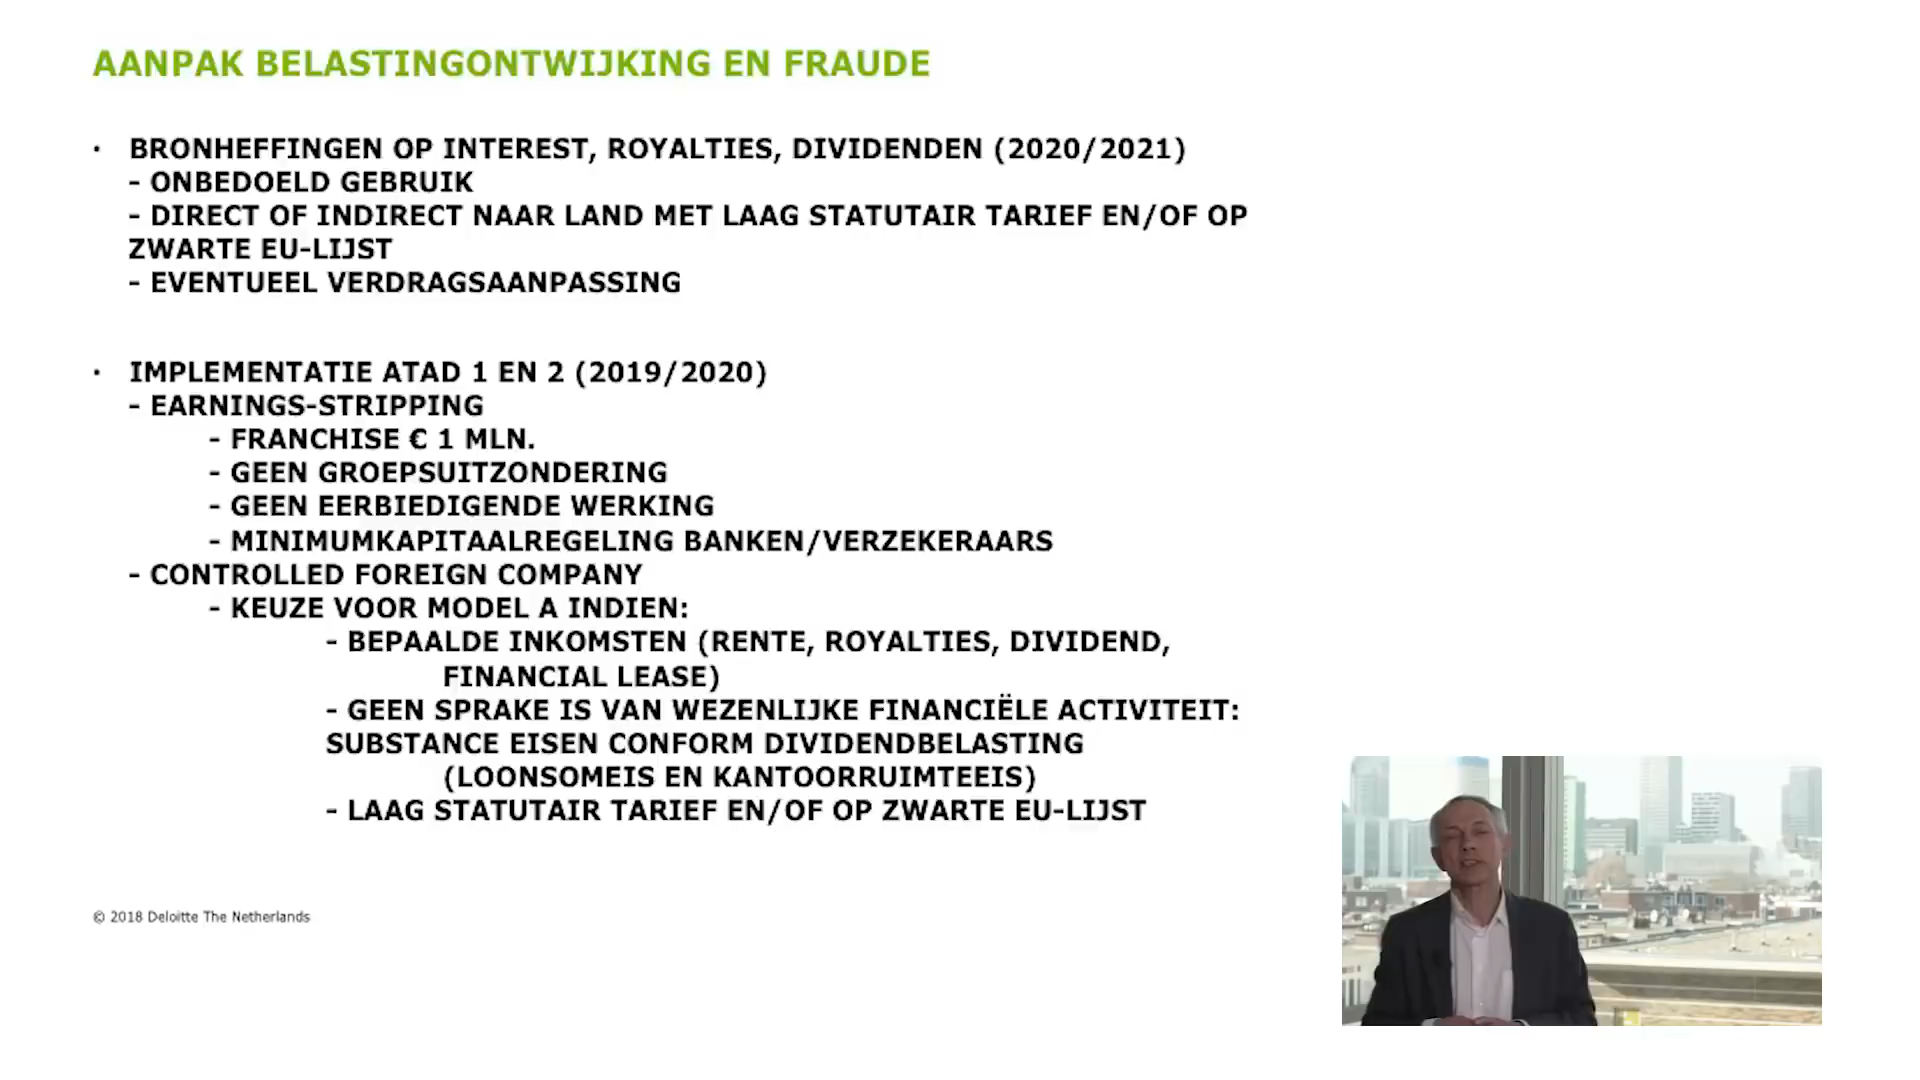 AANPAK BELASTINGONTWIJKING EN FRAUDE
· BRONHEFFINGEN OP INTEREST, ROYALTIES, DIVIDENDEN (2020/2021)
- ONBEDOELD GEBRUIK
- DIRECT OF INDIRECT NAAR LAND MET LAAG STATUTAIR TARIEF EN/OF OP
ZWARTE EU-LIJST
- EVENTUEEL VERDRAGSAANPASSING
· IMPLEMENTATIE ATAD 1 EN 2 (2019/2020)
- EARNINGS-STRIPPING
- FRANCHISE € 1 MLN.
- GEEN GROEPSUITZONDERING
- GEEN EERBIEDIGENDE WERKING
- MINIMUMKAPITAALREGELING BANKEN/VERZEKERAARS
- CONTROLLED FOREIGN COMPANY
- KEUZE VOOR MODEL A INDIEN:
- BEPAALDE INKOMSTEN (RENTE, ROYALTIES, DIVIDEND,
FINANCIAL LEASE)
- GEEN SPRAKE IS VAN WEZENLIJKE FINANCIËLE ACTIVITEIT:
SUBSTANCE EISEN CONFORM DIVIDENDBELASTING
(LOONSOMEIS EN KANTOORRUIMTEEIS)
- LAAG STATUTAIR TARIEF EN/OF OP ZWARTE EU-LIJST
© 2018 Deloitte The Netherlands